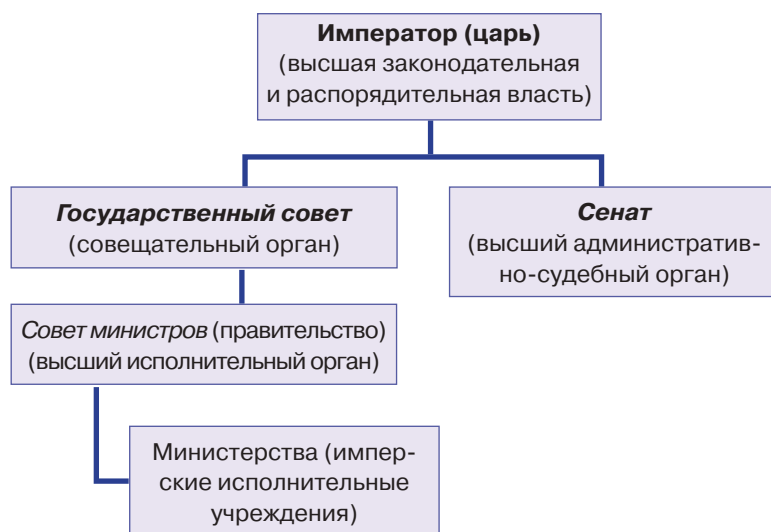 Император (царь)
(высшая законодательная
и распорядительная власть)
Государственный совет
(совещательный орган)
Сенат
(высший административ-
но-судебный орган)
Совет министров (правительство)
(высший исполнительный орган)
Министерства (импер-
ские исполнительные
учреждения)